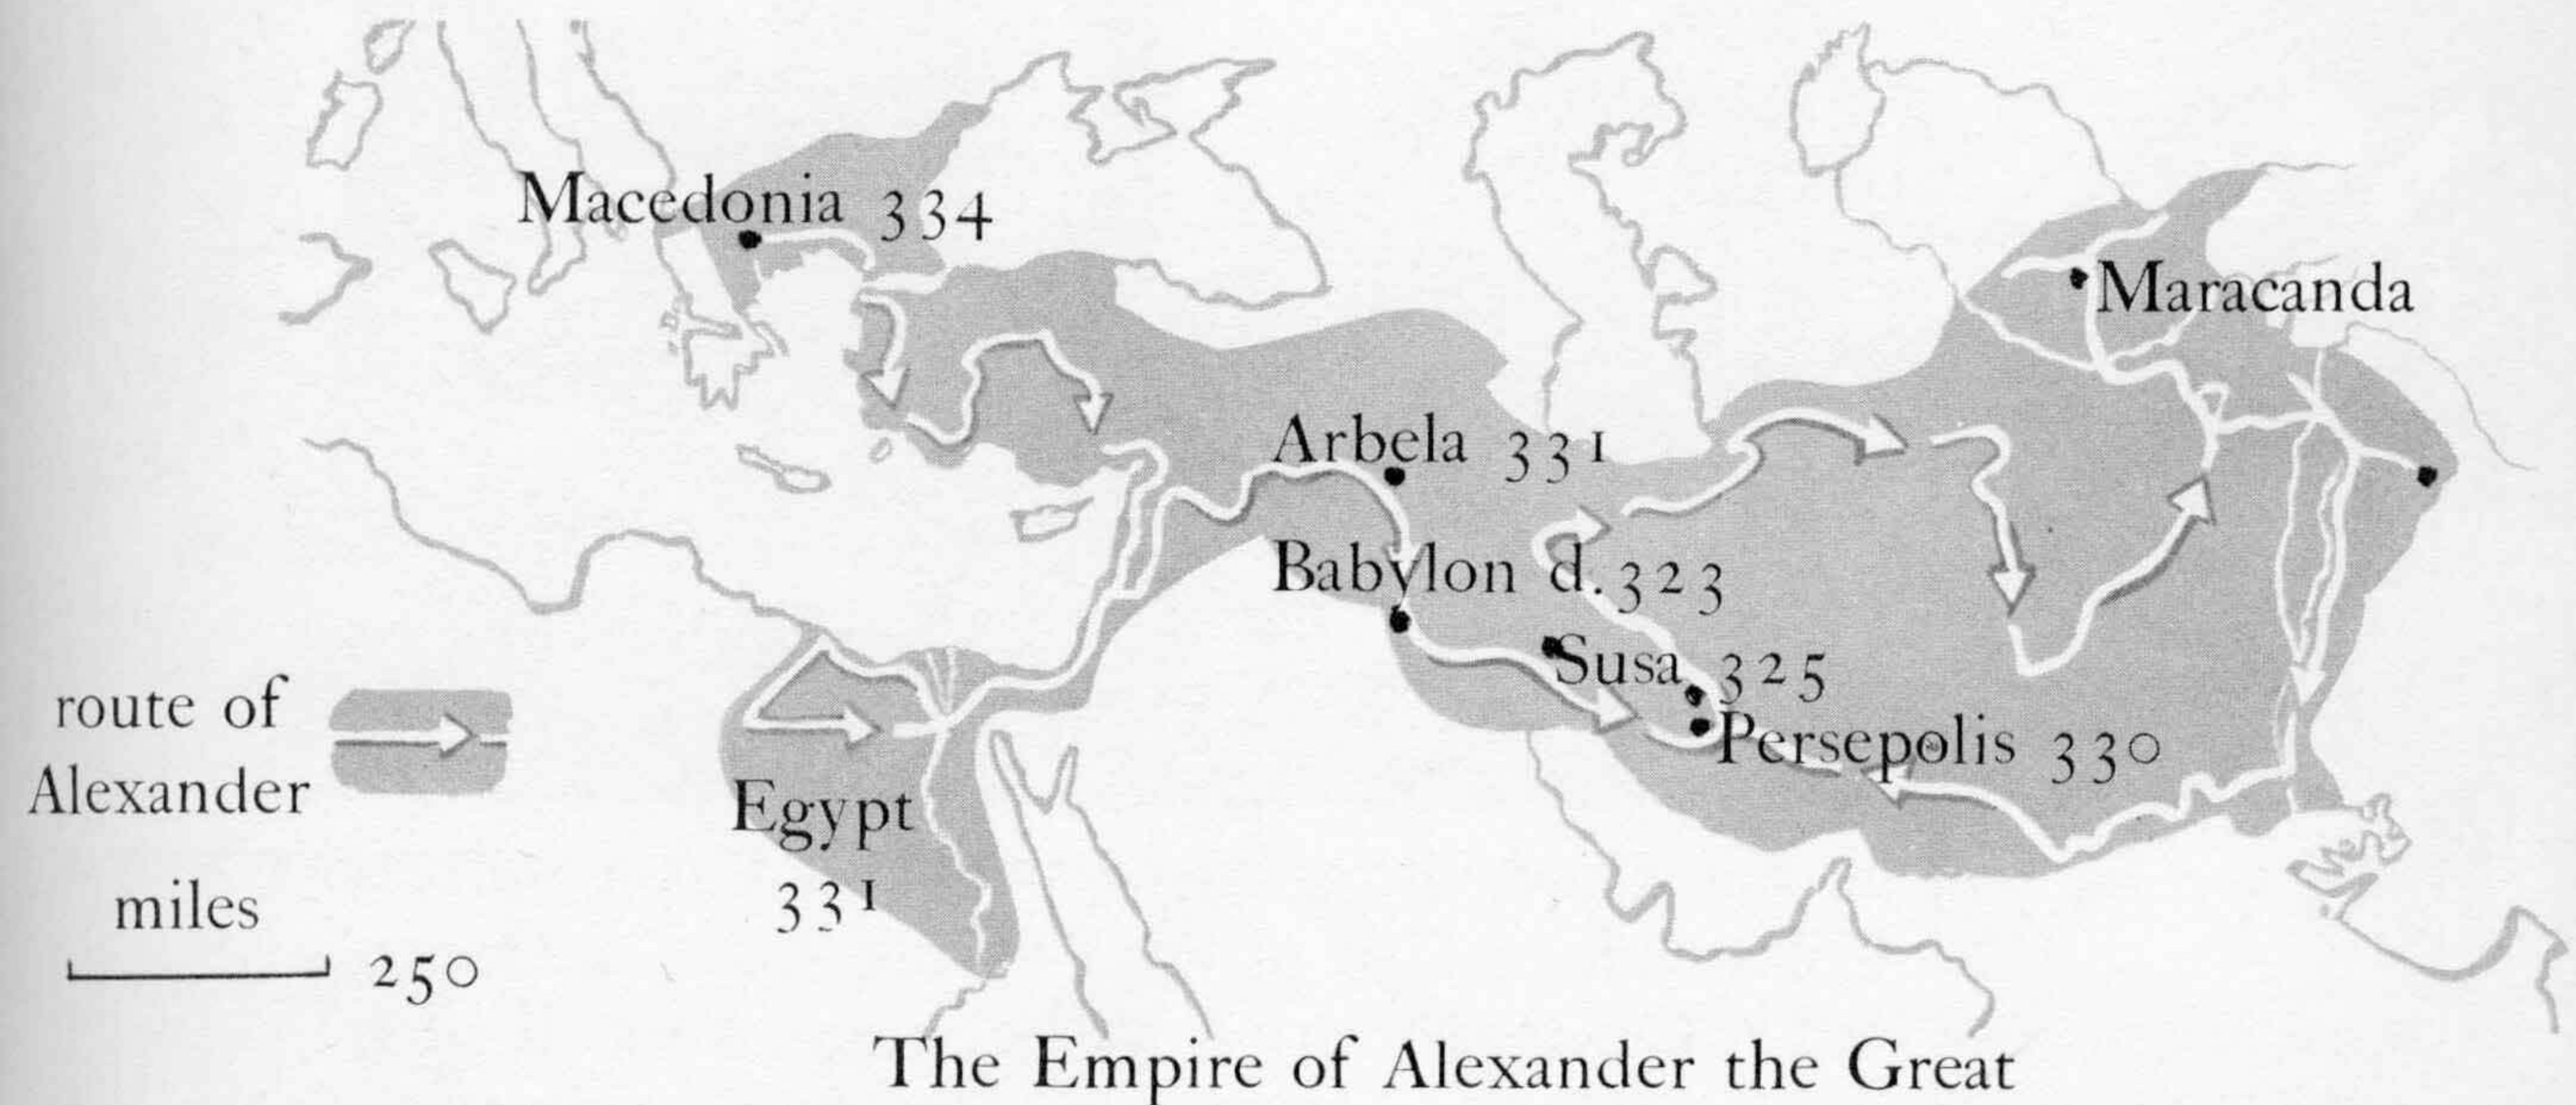 Macedonia 334
Maracanda
Arbela 331
Babylon d.323
Susa 325
Persepolis 330
Egypt
331
route of
Alexander
miles
250
The Empire of Alexander the Great